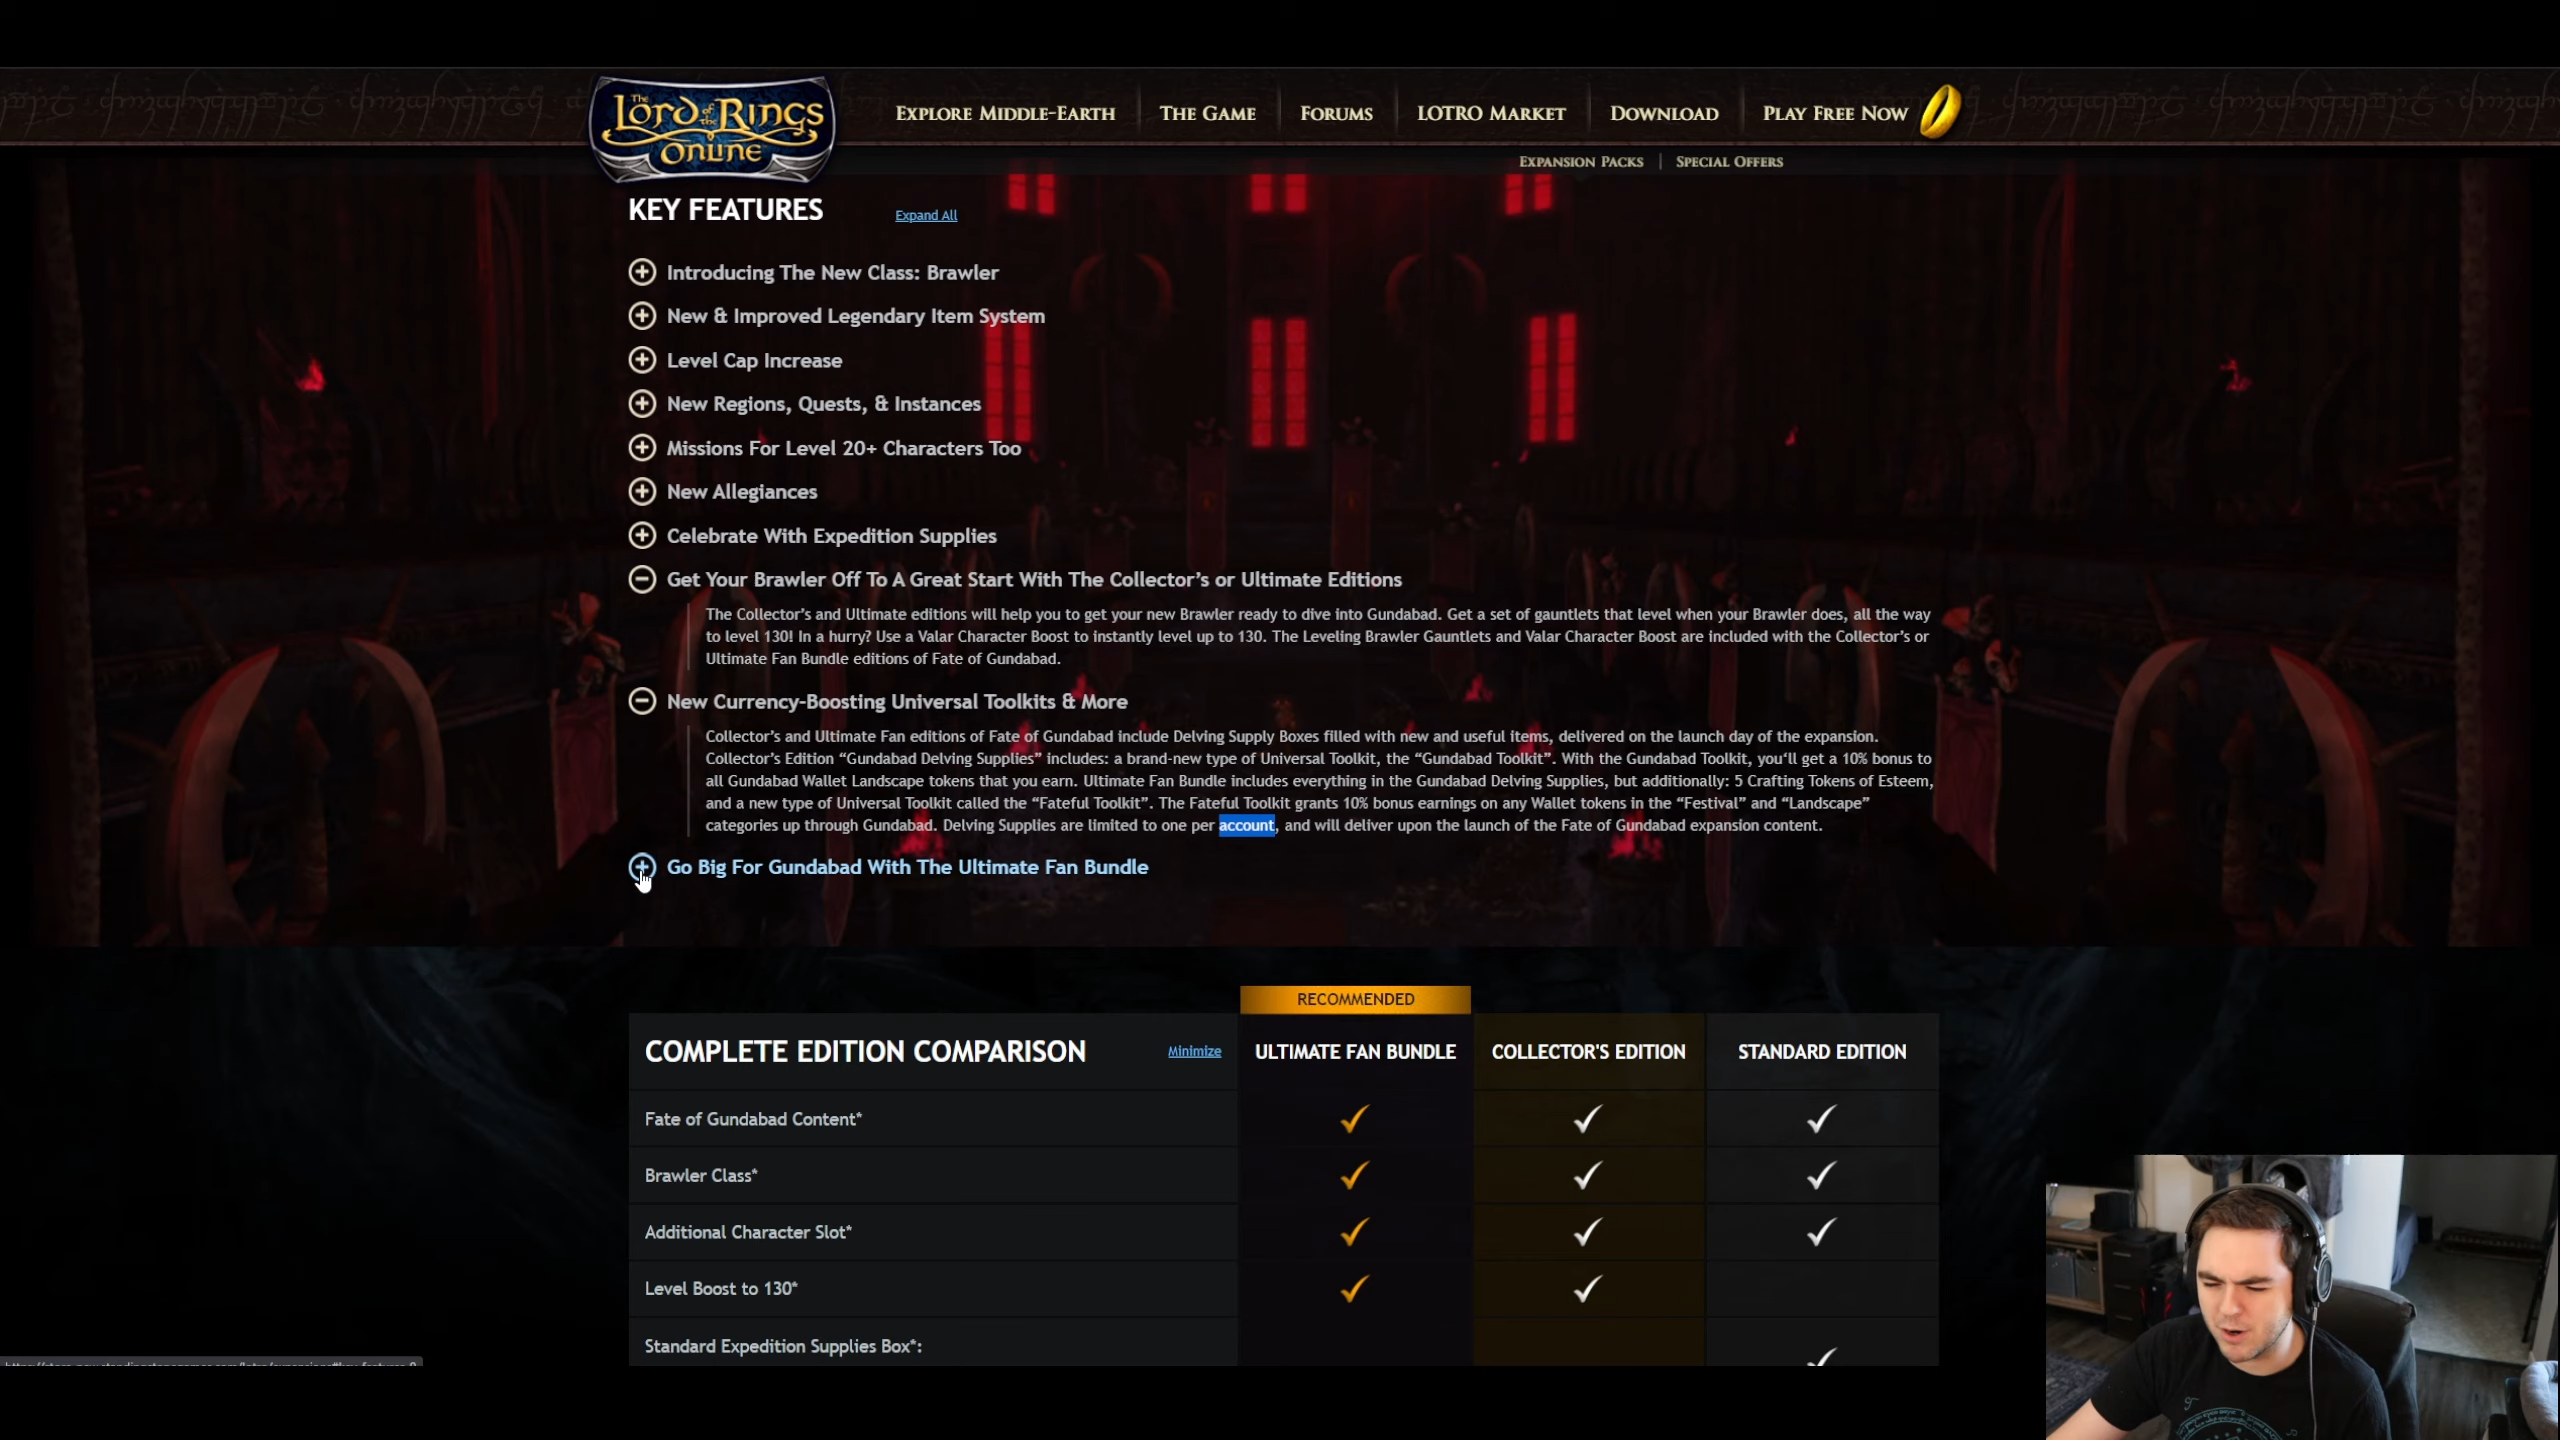 The Lord of the Rings Online
Explore Middle-Earth
The Game
Forums
LOTRO Market
Download
Play Free Now
Expansion Packs | Special Offers
KEY FEATURES
Expand All
Introducing The New Class: Brawler
New & Improved Legendary Item System
Level Cap Increase
New Regions, Quests, & Instances
Missions For Level 20+ Characters Too
New Allegiances
Celebrate With Expedition Supplies
Get Your Brawler Off To A Great Start With The Collector's or Ultimate Editions
The Collector's and Ultimate editions will help you to get your new Brawler ready to dive into Gundabad. Get a set of gauntlets that level when your Brawler does, all the way
to level 130! In a hurry? Use a Valar Character Boost to instantly level up to 130. The Leveling Brawler Gauntlets and Valar Character Boost are included with the Collector's or
Ultimate Fan Bundle editions of Fate of Gundabad.
New Currency-Boosting Universal Toolkits & More
Collector's and Ultimate Fan editions of Fate of Gundabad include Delving Supply Boxes filled with new and useful items, delivered on the launch day of the expansion.
Collector's Edition “Gundabad Delving Supplies” includes: a brand-new type of Universal Toolkit, the “Gundabad Toolkit”. With the Gundabad Toolkit, you'll get a 10% bonus to
all Gundabad Wallet Landscape tokens that you earn. Ultimate Fan Bundle includes everything in the Gundabad Delving Supplies, but additionally: 5 Crafting Tokens of Esteem,
and a new type of Universal Toolkit called the “Fateful Toolkit”. The Fateful Toolkit grants 10% bonus earnings on any Wallet tokens in the “Festival” and “Landscape”
categories up through Gundabad. Delving Supplies are limited to one per account, and will deliver upon the launch of the Fate of Gundabad expansion content.
Go Big For Gundabad With The Ultimate Fan Bundle
RECOMMENDED
COMPLETE EDITION COMPARISON
Minimize
ULTIMATE FAN BUNDLE
COLLECTOR'S EDITION
STANDARD EDITION
Fate of Gundabad Content*
Brawler Class*
Additional Character Slot*
Level Boost to 130*
Standard Expedition Supplies Box*: